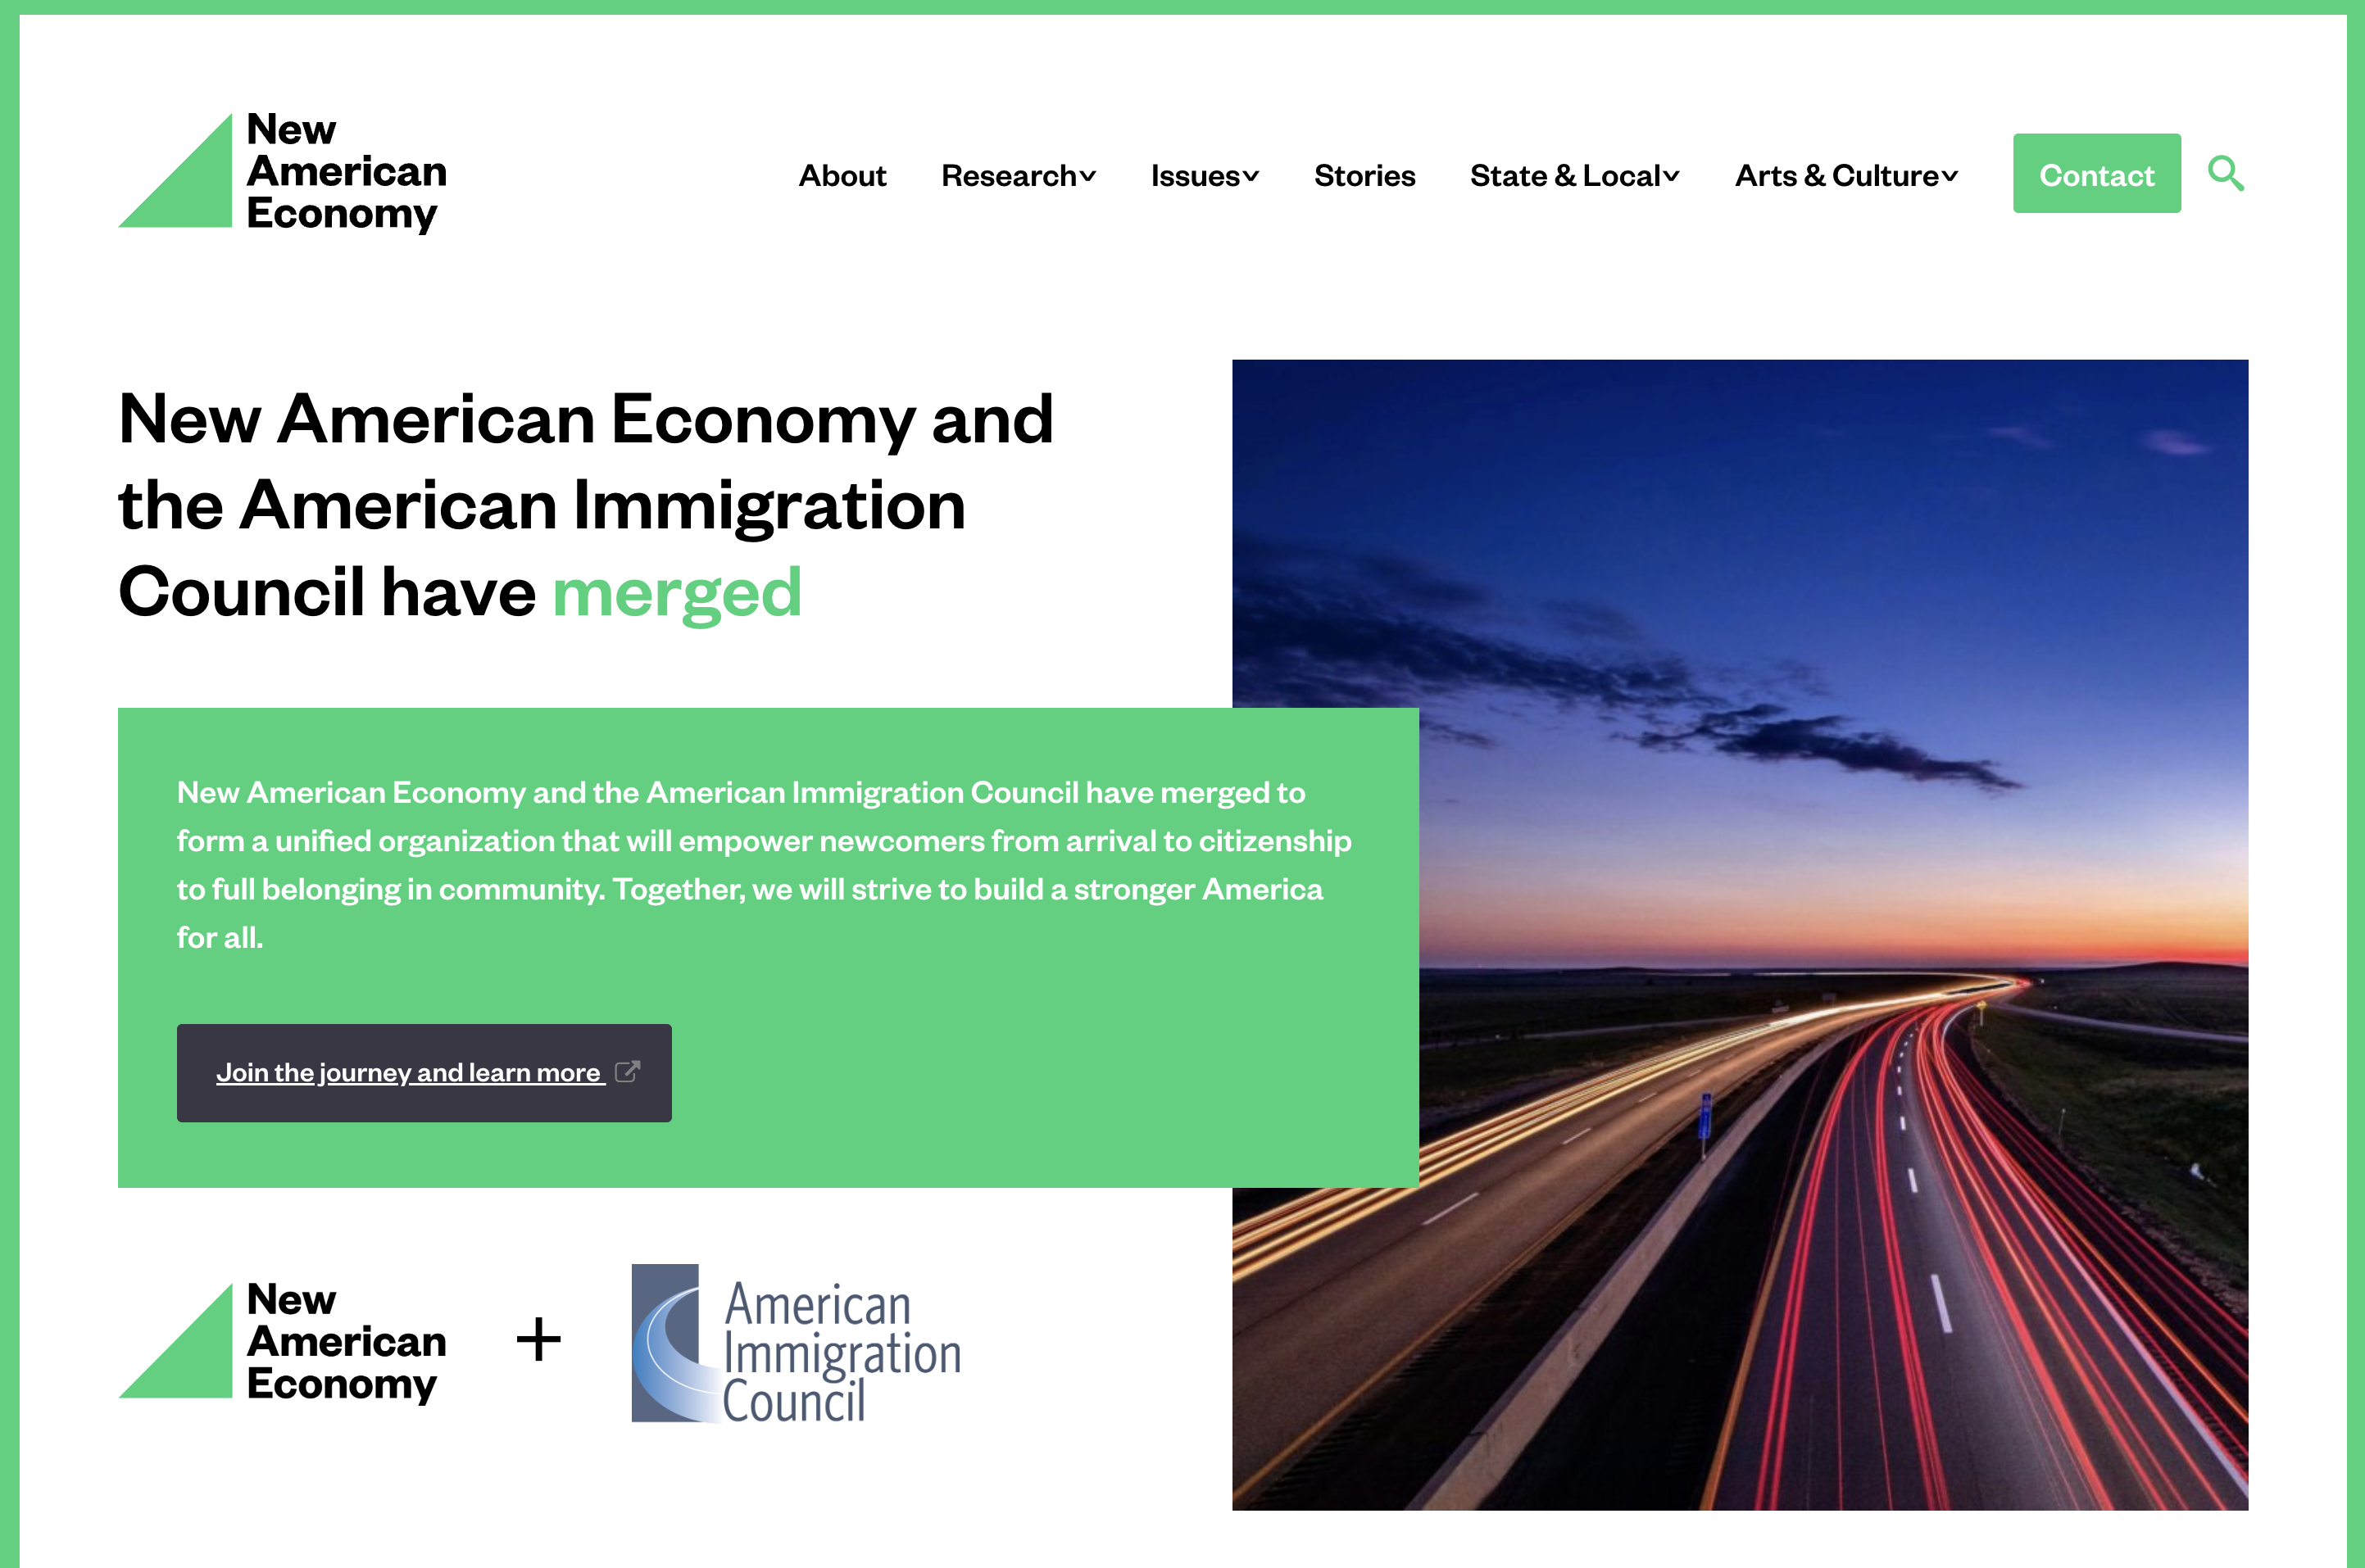 New
American
Economy
About Research Issues Stories State & Local Arts & Culture Contact
New American Economy and
the American Immigration
Council have merged
New American Economy and the American Immigration Council have merged to
form a unified organization that will empower newcomers from arrival to citizenship
to full belonging in community. Together, we will strive to build a stronger America
for all.
Join the journey and learn more
New
American
Economy
+
American
Immigration
Council